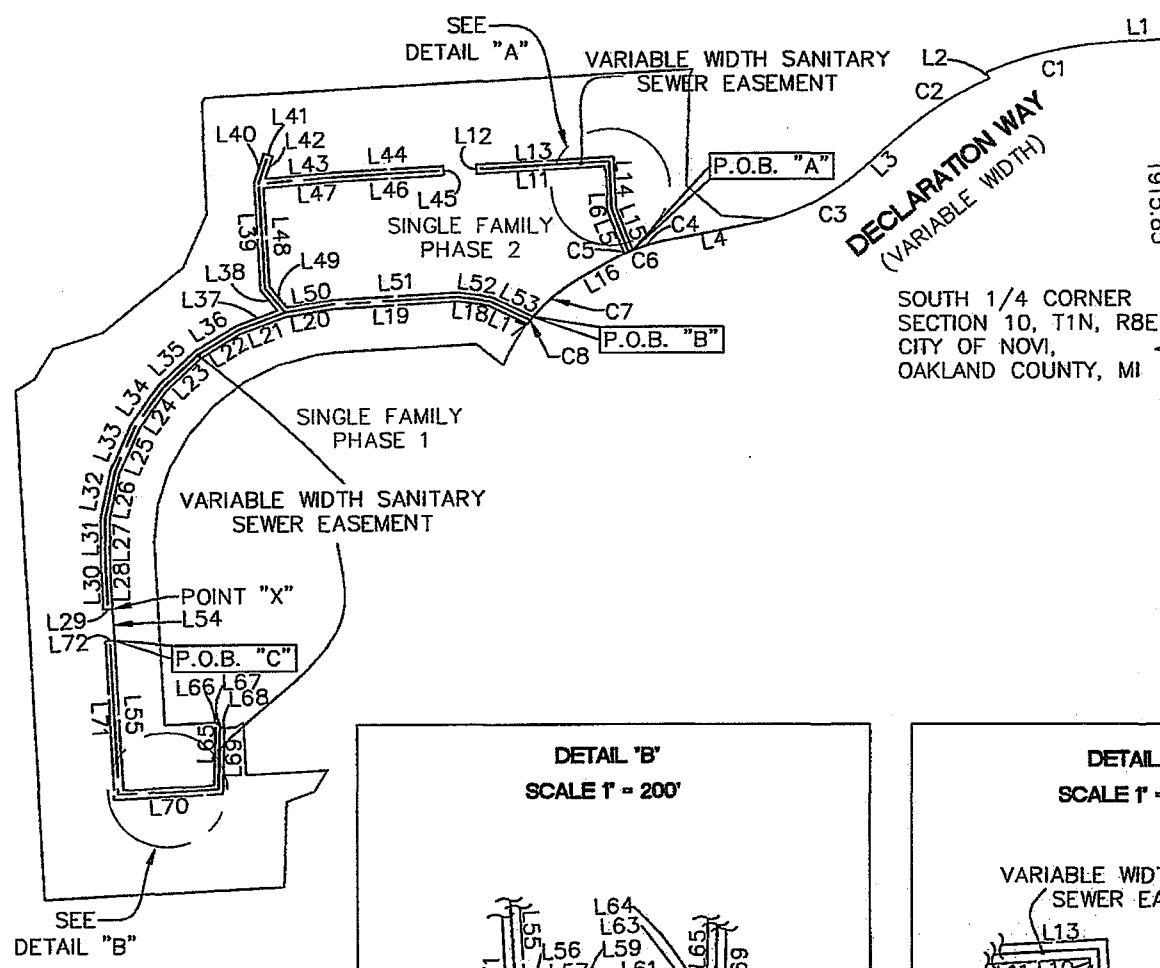 SEE
DETAIL "A"
VARIABLE WIDTH SANITARY
SEWER EASEMENT
L1
L2
C1
C2
L3
DECLARATION WAY
(VARIABLE WIDTH)
C3
L41
L40
L42
L43
L44
L47
L46
L45
L12
L13
L11
L14
P.O.B. "A"
L6
L5
L15
C4
L4
C5
C6
L39
L48
SINGLE FAMILY
PHASE 2
L16
L38
L49
L37
L50
L51
L52
L53
C7
L36
L21
L20
L19
L18
L17
P.O.B. "B"
C8
SOUTH 1/4 CORNER
SECTION 10, T1N, R8E
CITY OF NOVI,
OAKLAND COUNTY, MI
L35
L22
L23
L34
L24
SINGLE FAMILY
PHASE 1
L33
L25
L32
L26
VARIABLE WIDTH SANITARY
SEWER EASEMENT
L31
L27
L30
L28
POINT "X"
L29
L54
L72
P.O.B. "C"
L66
L67
L68
L71
L55
L65
L69
L70
SEE
DETAIL "B"
DETAIL "B"
SCALE 1" = 200'
L64
L63
L55
L56
L59
L65
L61
DETAIL
SCALE 1" =
VARIABLE WIDT
SEWER EA
L13